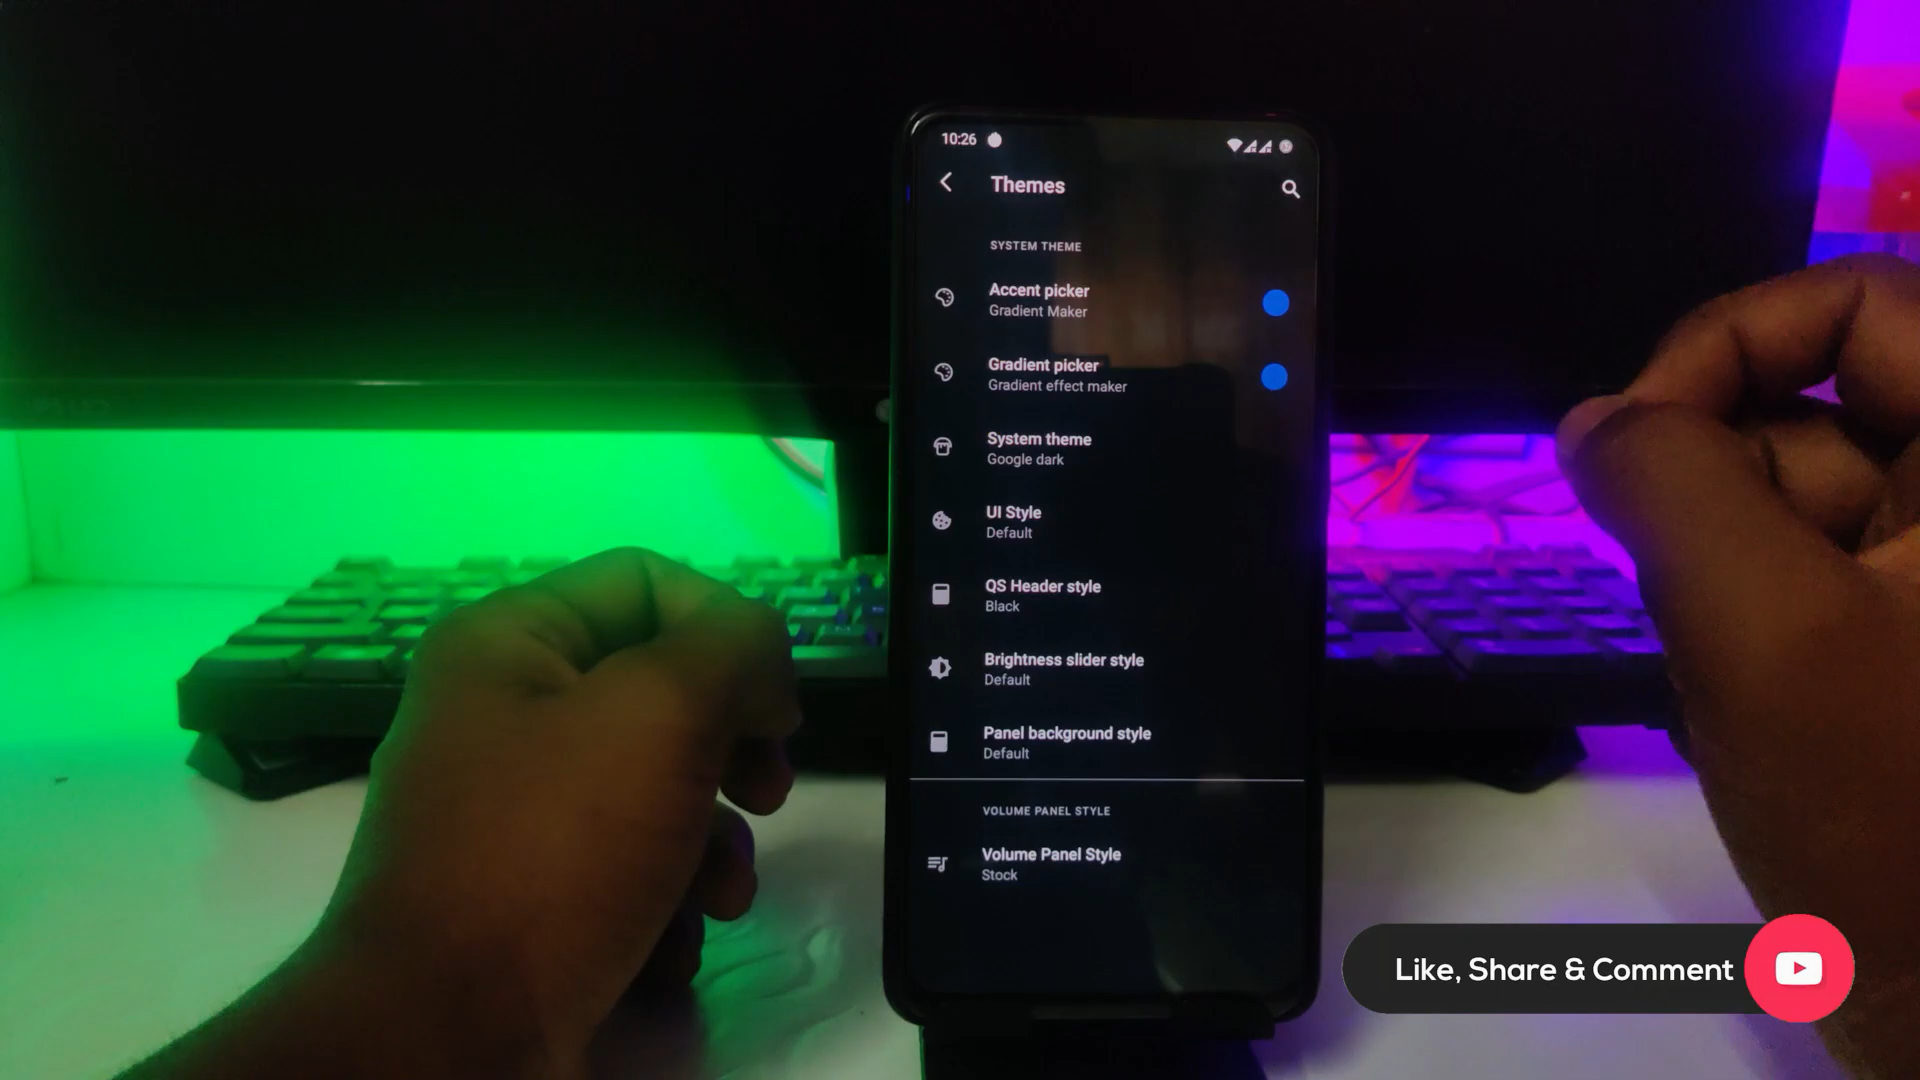 10:26
Themes
SYSTEM THEME
Accent picker
Gradient Maker
Gradient picker
Gradient effect maker
System theme
Google dark
UI Style
Default
QS Header style
Black
Brightness slider style
Default
Panel background style
Default
VOLUME PANEL STYLE
Volume Panel Style
Stock
Like, Share & Comment